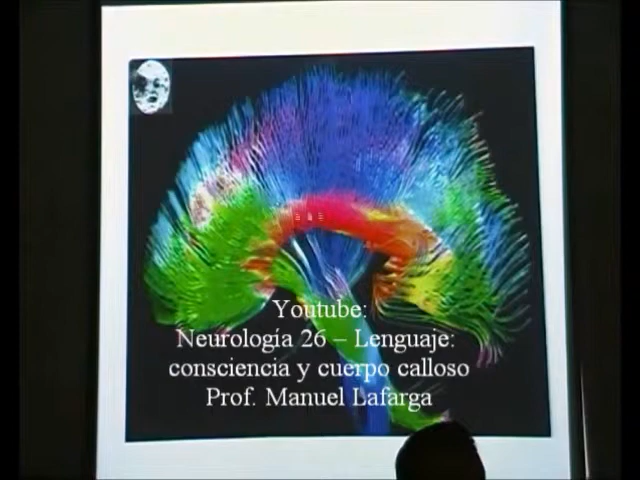 Youtube:
Neurología 26 – Lenguaje:
consciencia y cuerpo calloso
Prof. Manuel Lafarga